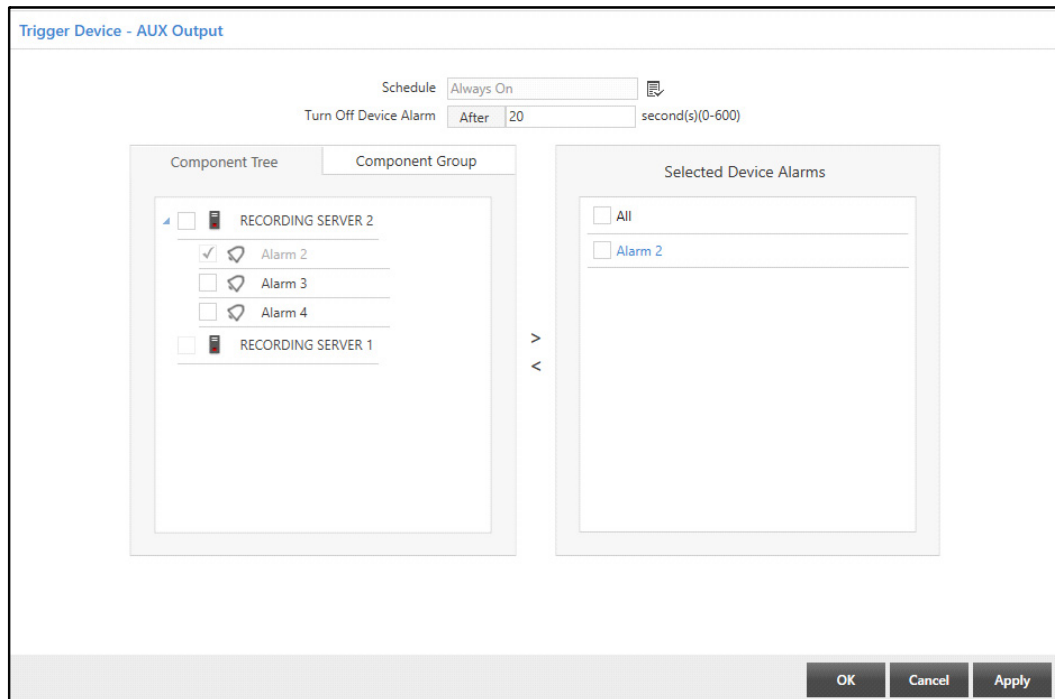 Trigger Device - AUX Output
Schedule Always On
Turn Off Device Alarm After 20 second(s)(0-600)
Component Tree Component Group
RECORDING SERVER 2
Alarm 2
Alarm 3
Alarm 4
RECORDING SERVER 1
>
<
Selected Device Alarms
All
Alarm 2
OK Cancel Apply